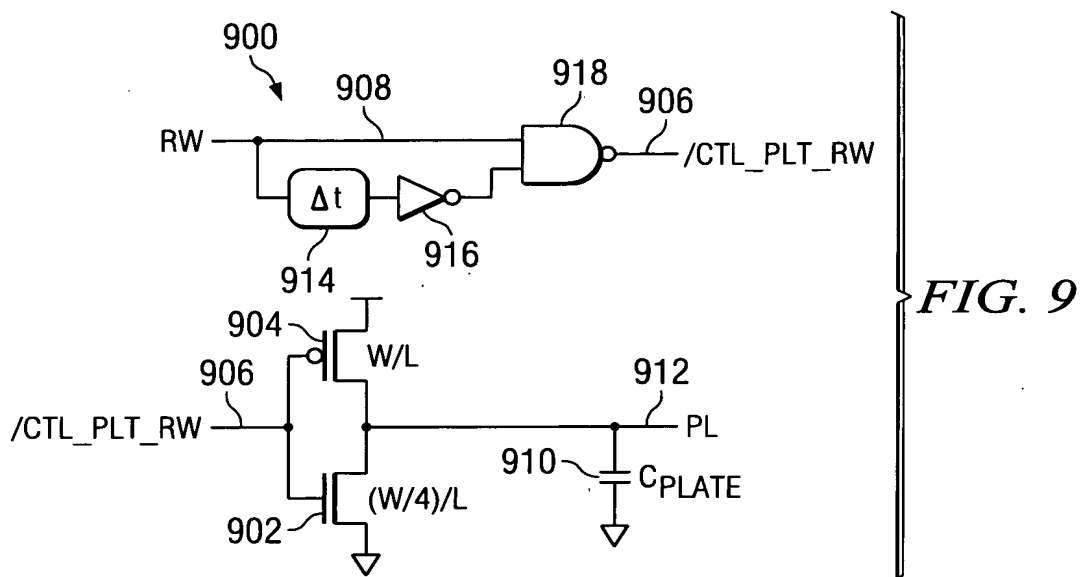 900
908
918
906
RW
/CTL_PLT_RW
Δt
916
914
904
W/L
906
912
/CTL_PLT_RW
PL
910
C_PLATE
(W/4)/L
902
FIG. 9